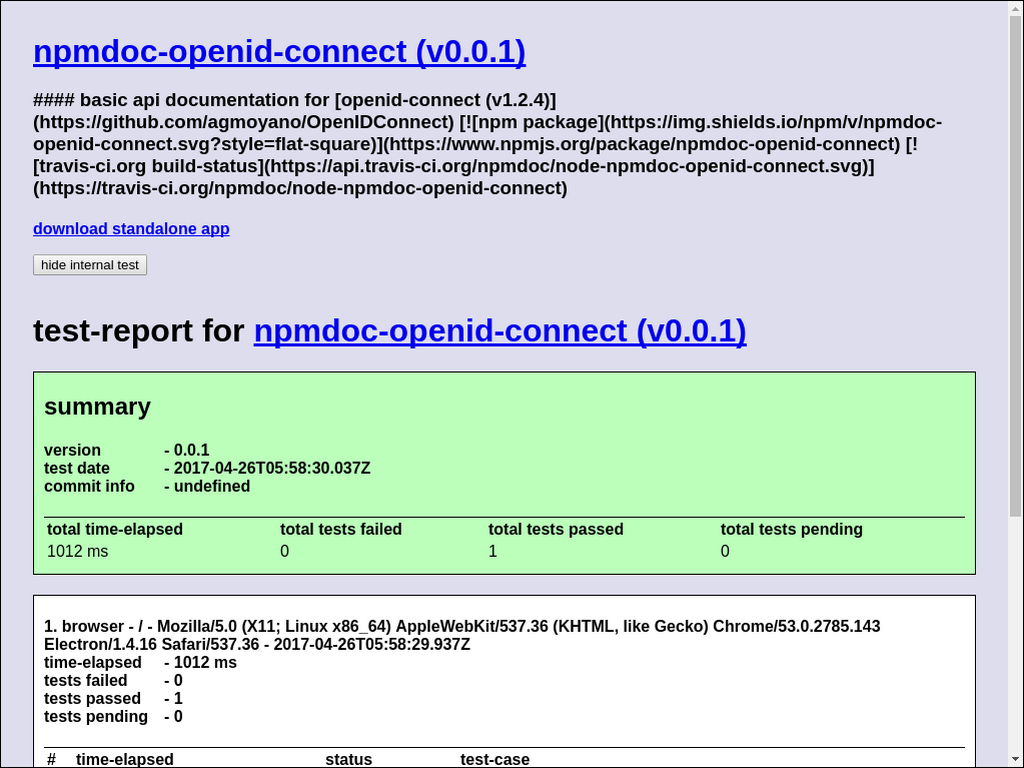 npmdoc-openid-connect (v0.0.1)
#### basic api documentation for [openid-connect (v1.2.4)]
(https://github.com/agmoyano/OpenIDConnect) [![npm package](https://img.shields.io/npm/v/npmdoc-
openid-connect.svg?style=flat-square)](https://www.npmjs.org/package/npmdoc-openid-connect) [!
[travis-ci.org build-status](https://api.travis-ci.org/npmdoc/node-npmdoc-openid-connect.svg)]
(https://travis-ci.org/npmdoc/node-npmdoc-openid-connect)
download standalone app
hide internal test
test-report for npmdoc-openid-connect (v0.0.1)
summary
version - 0.0.1
test date - 2017-04-26T05:58:30.037Z
commit info - undefined
total time-elapsed total tests failed total tests passed total tests pending
1012 ms 0 1 0
1. browser - / - Mozilla/5.0 (X11; Linux x86_64) AppleWebKit/537.36 (KHTML, like Gecko) Chrome/53.0.2785.143
Electron/1.4.16 Safari/537.36 - 2017-04-26T05:58:29.937Z
time-elapsed - 1012 ms
tests failed - 0
tests passed - 1
tests pending - 0
# time-elapsed status test-case